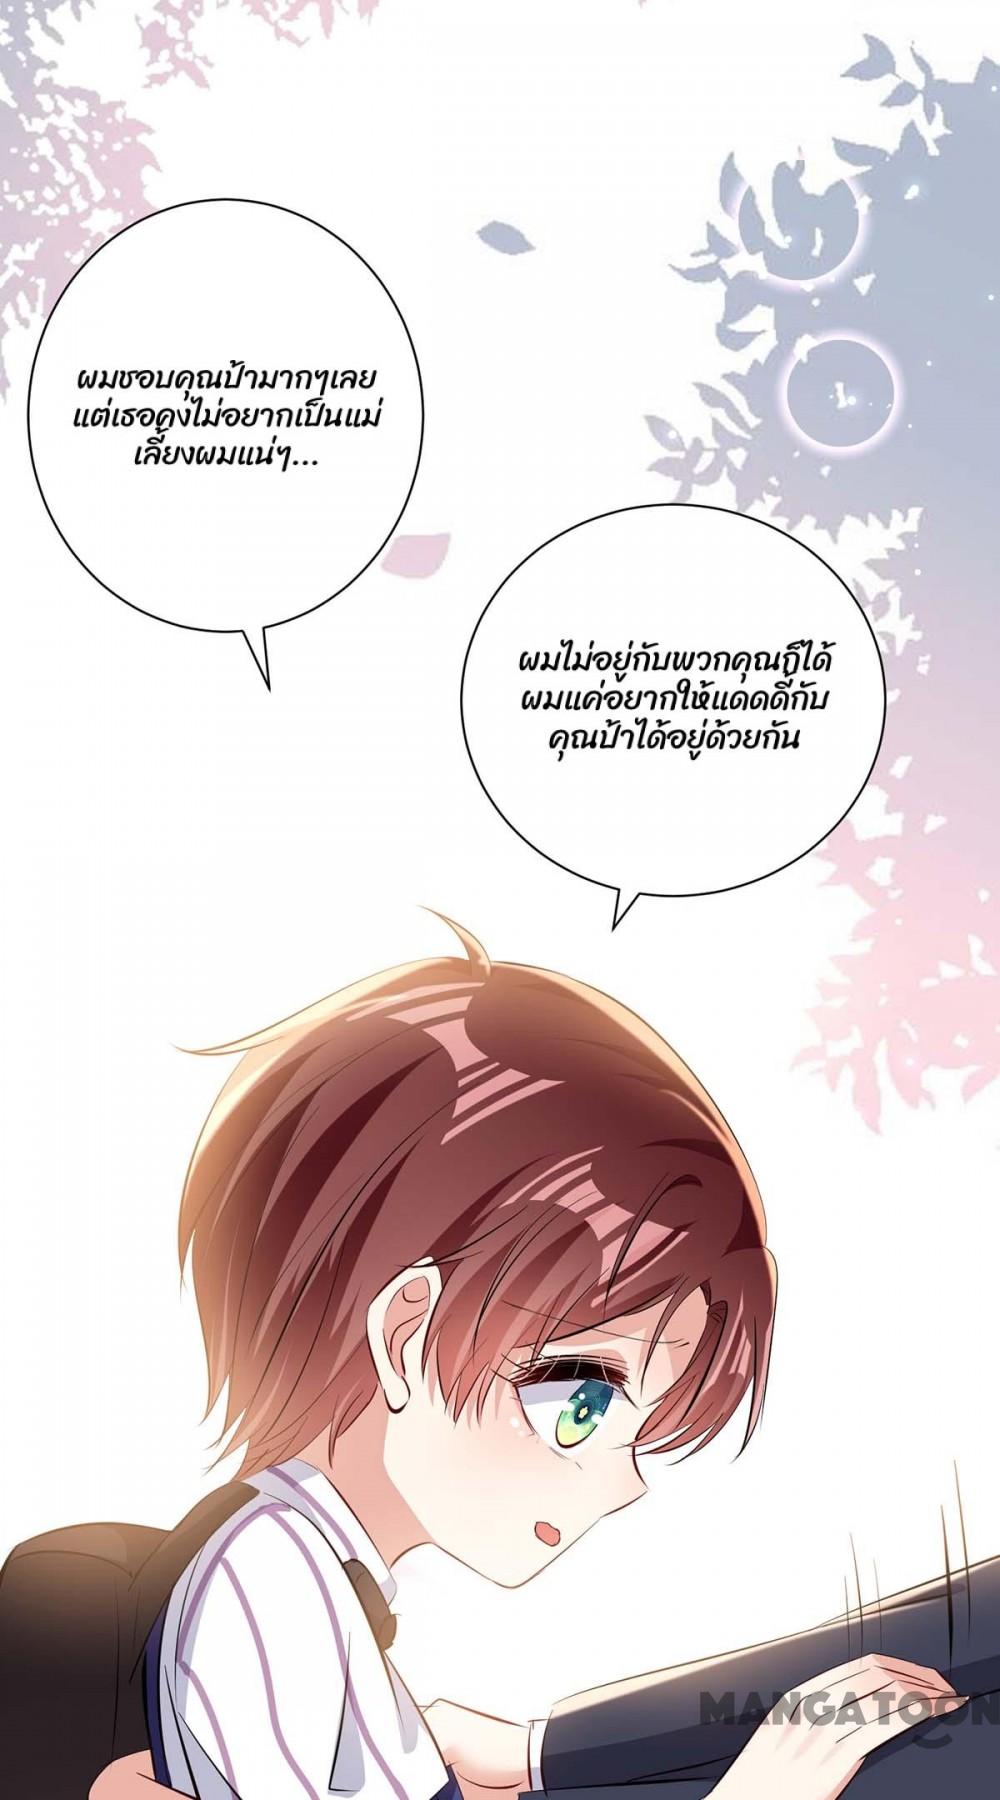 ผมชอบคุณป้ามากๆเลย
แต่เธอคงไม่อยากเป็นแม่
เลี้ยงผมแน่ๆ...
ผมไม่อยู่กับพวกคุณก็ได้
ผมแค่อยากให้แดดดี้กับ
คุณป้าได้อยู่ด้วยกัน
MANGATOON